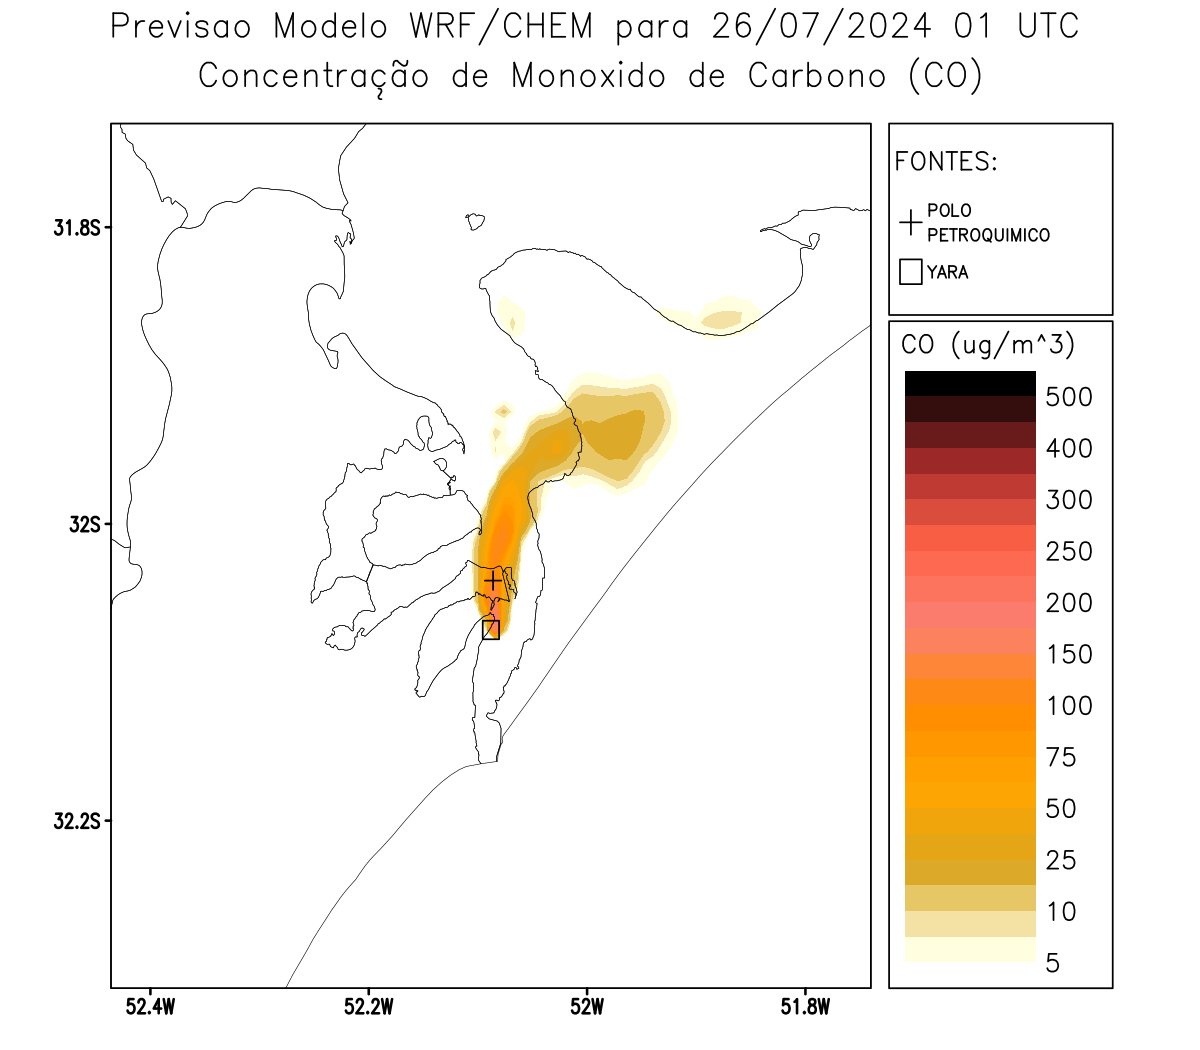 Previsao Modelo WRF/CHEM para 26/07/2024 01 UTC
Concentração de Monoxido de Carbono (CO)
FONTES:
POLO
PETROQUIMICO
YARA
31.8S
32S
32.2S
52.4W
52.2W
52W
51.8W
CO (ug/m^3)
500
400
300
250
200
150
100
75
50
25
10
5